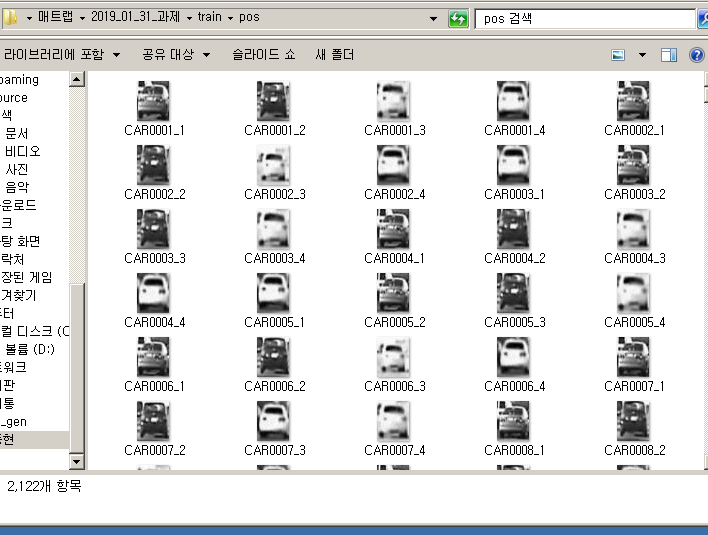 매트랩 2019_01_31_과제 train pos
pos 검색
라이브러리에 포함 공유 대상 슬라이드 쇼 새 폴더
oaming
ource
색
문서
비디오
사진
음악
운로드
크
탕 화면
락처
장된 게임
겨찾기
터
컬 디스크 (C
볼륨 (D:)
워크
판
통
_gen
현
CAR0001_1 CAR0001_2 CAR0001_3 CAR0001_4 CAR0002_1
CAR0002_2 CAR0002_3 CAR0002_4 CAR0003_1 CAR0003_2
CAR0003_3 CAR0003_4 CAR0004_1 CAR0004_2 CAR0004_3
CAR0004_4 CAR0005_1 CAR0005_2 CAR0005_3 CAR0005_4
CAR0006_1 CAR0006_2 CAR0006_3 CAR0006_4 CAR0007_1
CAR0007_2 CAR0007_3 CAR0007_4 CAR0008_1 CAR0008_2
2,122개 항목